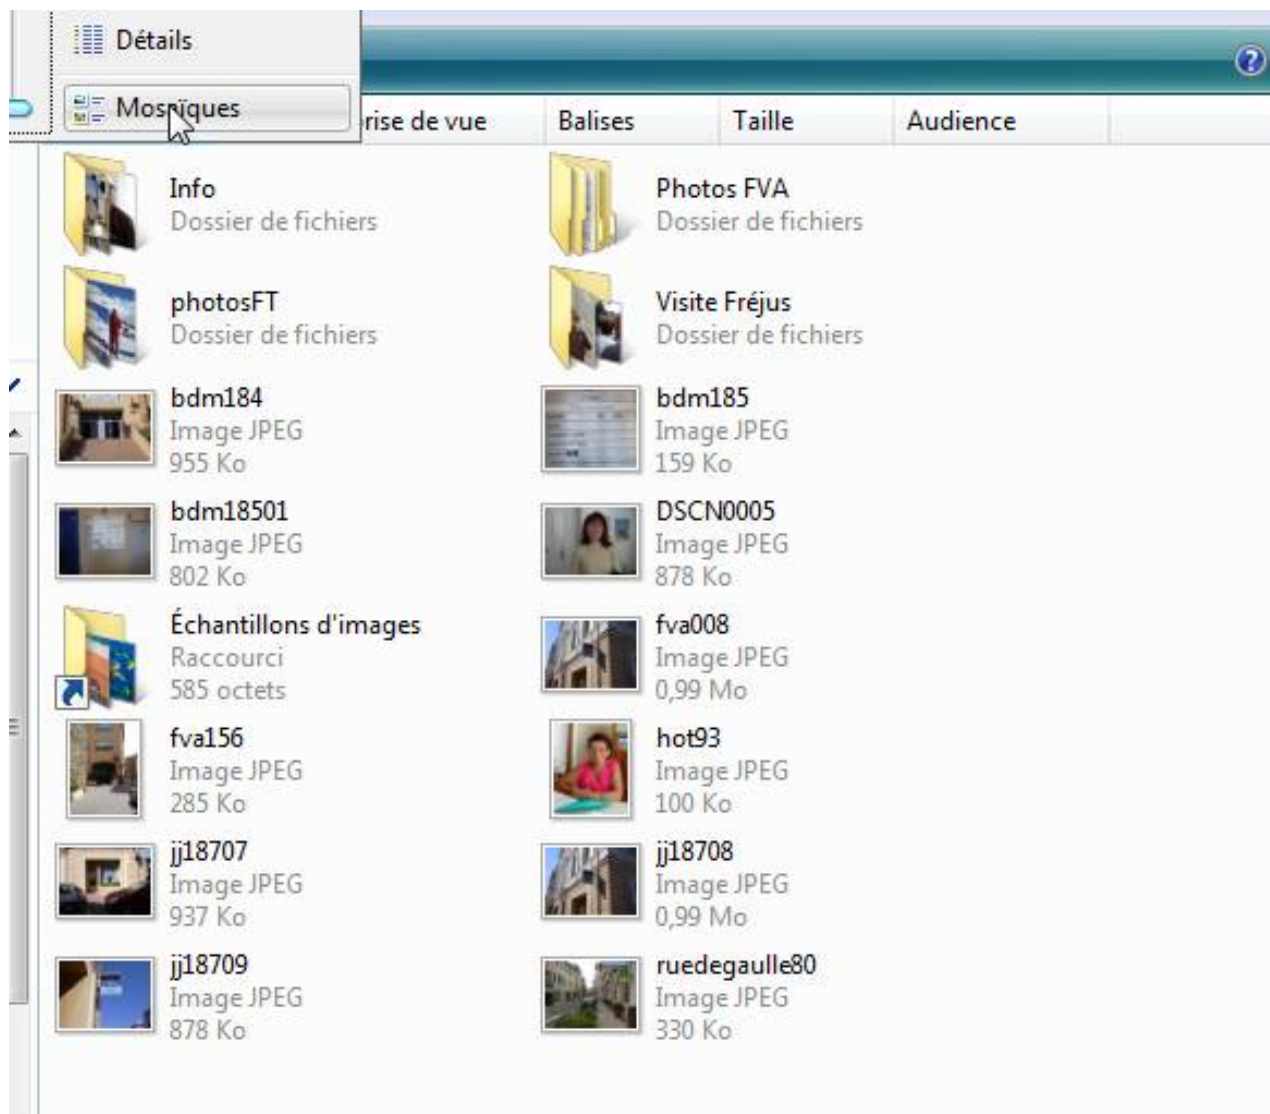 Détails
Mosaïques
rise de vue
Balises
Taille
Audience
Info
Dossier de fichiers
Photos FVA
Dossier de fichiers
photosFT
Dossier de fichiers
Visite Fréjus
Dossier de fichiers
bdm184
Image JPEG
955 Ko
bdm185
Image JPEG
159 Ko
bdm18501
Image JPEG
802 Ko
DSCN0005
Image JPEG
878 Ko
Échantillons d'images
Raccourci
585 octets
fva008
Image JPEG
0,99 Mo
fva156
Image JPEG
285 Ko
hot93
Image JPEG
100 Ko
jj18707
Image JPEG
937 Ko
jj18708
Image JPEG
0,99 Mo
jj18709
Image JPEG
878 Ko
ruedegaulle80
Image JPEG
330 Ko